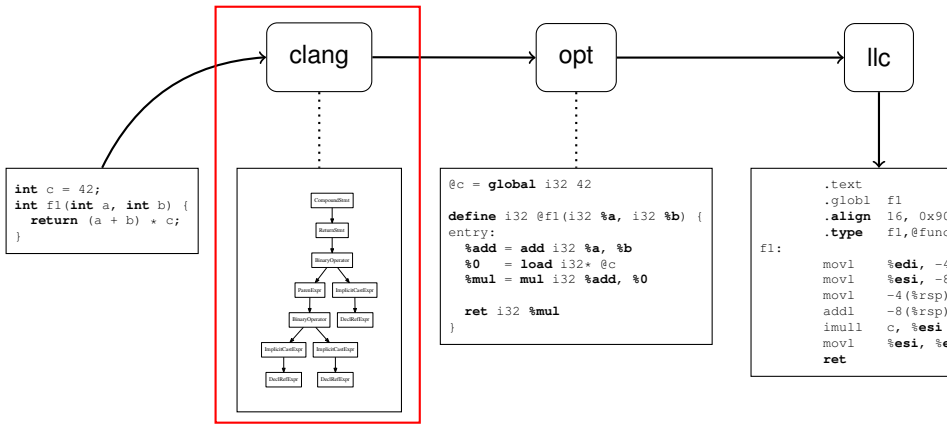 clang
opt
llc
int c = 42;
int f1(int a, int b) {
return (a + b) * c;
}
CompoundStmt
ReturnStmt
BinaryOperator
ParenExpr ImplicitCastExpr
BinaryOperator DeclRefExpr
ImplicitCastExpr ImplicitCastExpr
DeclRefExpr DeclRefExpr
@c = global i32 42
define i32 @f1(i32 %a, i32 %b) {
entry:
%add = add i32 %a, %b
%0 = load i32* @c
%mul = mul i32 %add, %0
ret i32 %mul
}
.text
.globl f1
.align 16, 0x90
.type f1,@func
f1:
movl %edi, -4
movl %esi, -8
movl -4(%rsp)
addl -8(%rsp)
imull c, %esi
movl %esi, %e
ret